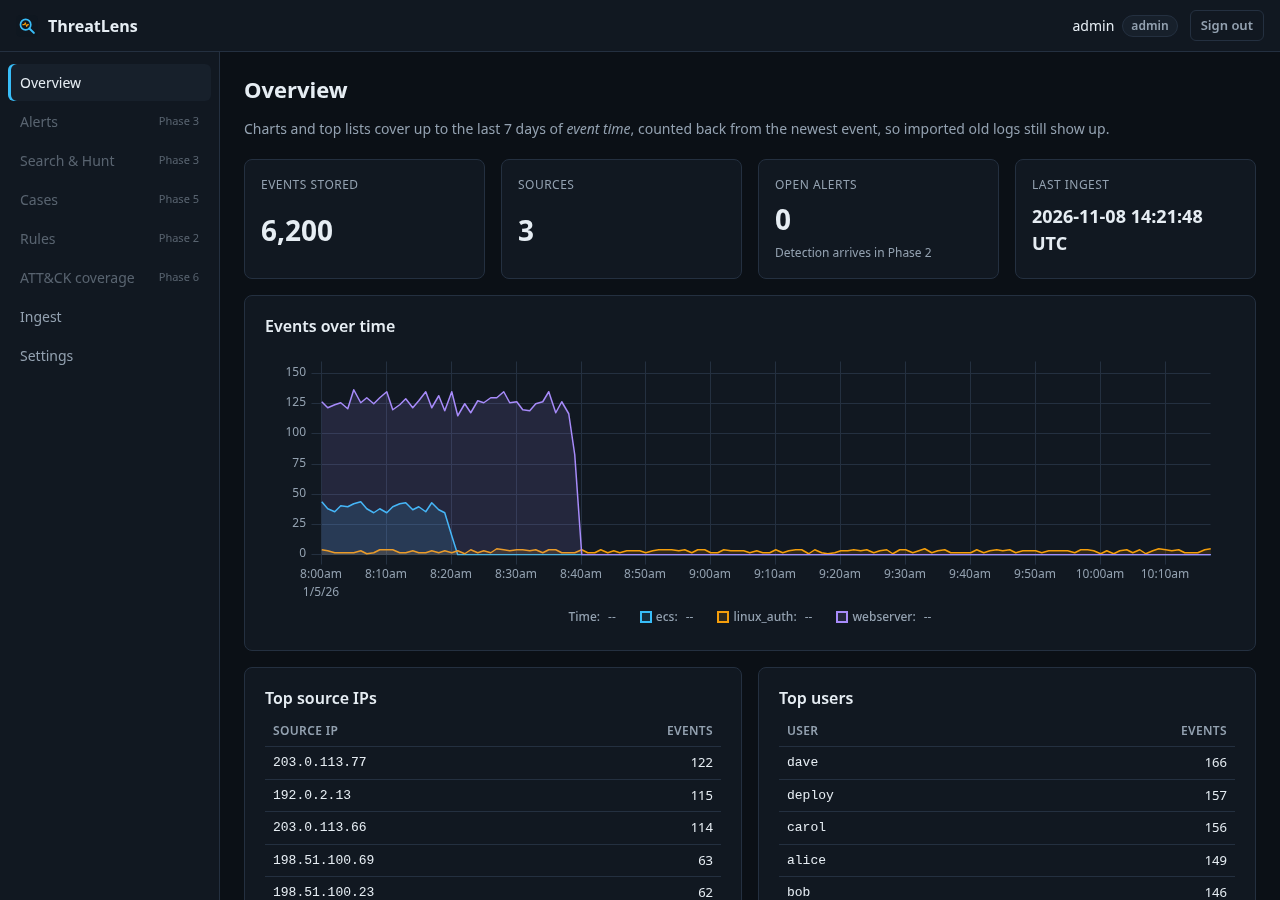 ThreatLens
admin admin Sign out
Overview
Alerts Phase 3
Search & Hunt Phase 3
Cases Phase 5
Rules Phase 2
ATT&CK coverage Phase 6
Ingest
Settings
Overview
Charts and top lists cover up to the last 7 days of event time, counted back from the newest event, so imported old logs still show up.
EVENTS STORED
6,200
SOURCES
3
OPEN ALERTS
0
Detection arrives in Phase 2
LAST INGEST
2026-11-08 14:21:48
UTC
Events over time
150
125
100
75
50
25
0
8:00am 8:10am 8:20am 8:30am 8:40am 8:50am 9:00am 9:10am 9:20am 9:30am 9:40am 9:50am 10:00am 10:10am
1/5/26
Time: -- ecs: -- linux_auth: -- webserver: --
Top source IPs
SOURCE IP EVENTS
203.0.113.77 122
192.0.2.13 115
203.0.113.66 114
198.51.100.69 63
198.51.100.23 62
Top users
USER EVENTS
dave 166
deploy 157
carol 156
alice 149
bob 146